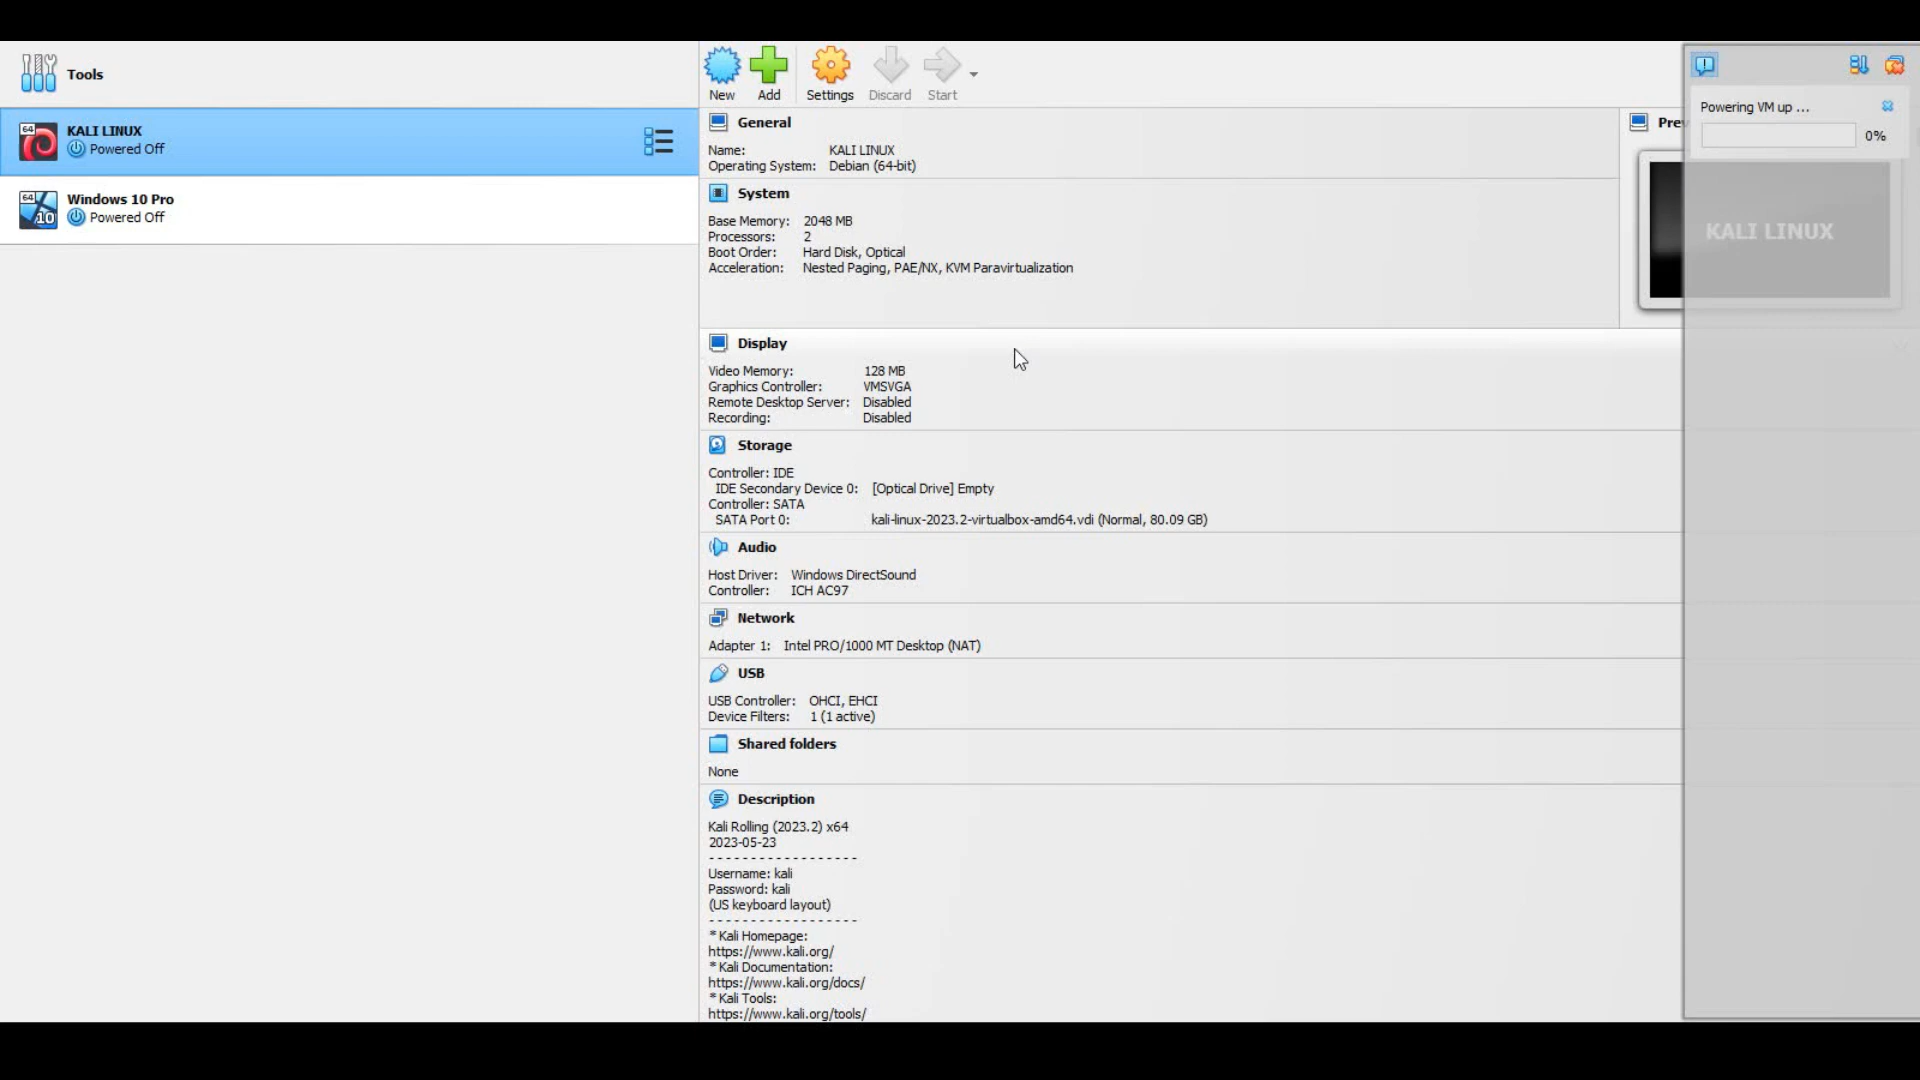 Tools
New
Add
Settings
Discard
Start
64
KALI LINUX
Powered Off
64
10
Windows 10 Pro
Powered Off
General
Name: KALI LINUX
Operating System: Debian (64-bit)
System
Base Memory: 2048 MB
Processors: 2
Boot Order: Hard Disk, Optical
Acceleration: Nested Paging, PAE/NX, KVM Paravirtualization
Display
Video Memory: 128 MB
Graphics Controller: VMSVGA
Remote Desktop Server: Disabled
Recording: Disabled
Storage
Controller: IDE
IDE Secondary Device 0: [Optical Drive] Empty
Controller: SATA
SATA Port 0: kali-linux-2023.2-virtualbox-amd64.vdi (Normal, 80.09 GB)
Audio
Host Driver: Windows DirectSound
Controller: ICH AC97
Network
Adapter 1: Intel PRO/1000 MT Desktop (NAT)
USB
USB Controller: OHCI, EHCI
Device Filters: 1 (1 active)
Shared folders
None
Description
Kali Rolling (2023.2) x64
2023-05-23
- - - - - - - - - - - - - - - - - -
Username: kali
Password: kali
(US keyboard layout)
- - - - - - - - - - - - - - - - - -
* Kali Homepage:
https://www.kali.org/
* Kali Documentation:
https://www.kali.org/docs/
* Kali Tools:
https://www.kali.org/tools/
Pre
KALI LINUX
Powering VM up ...
0%